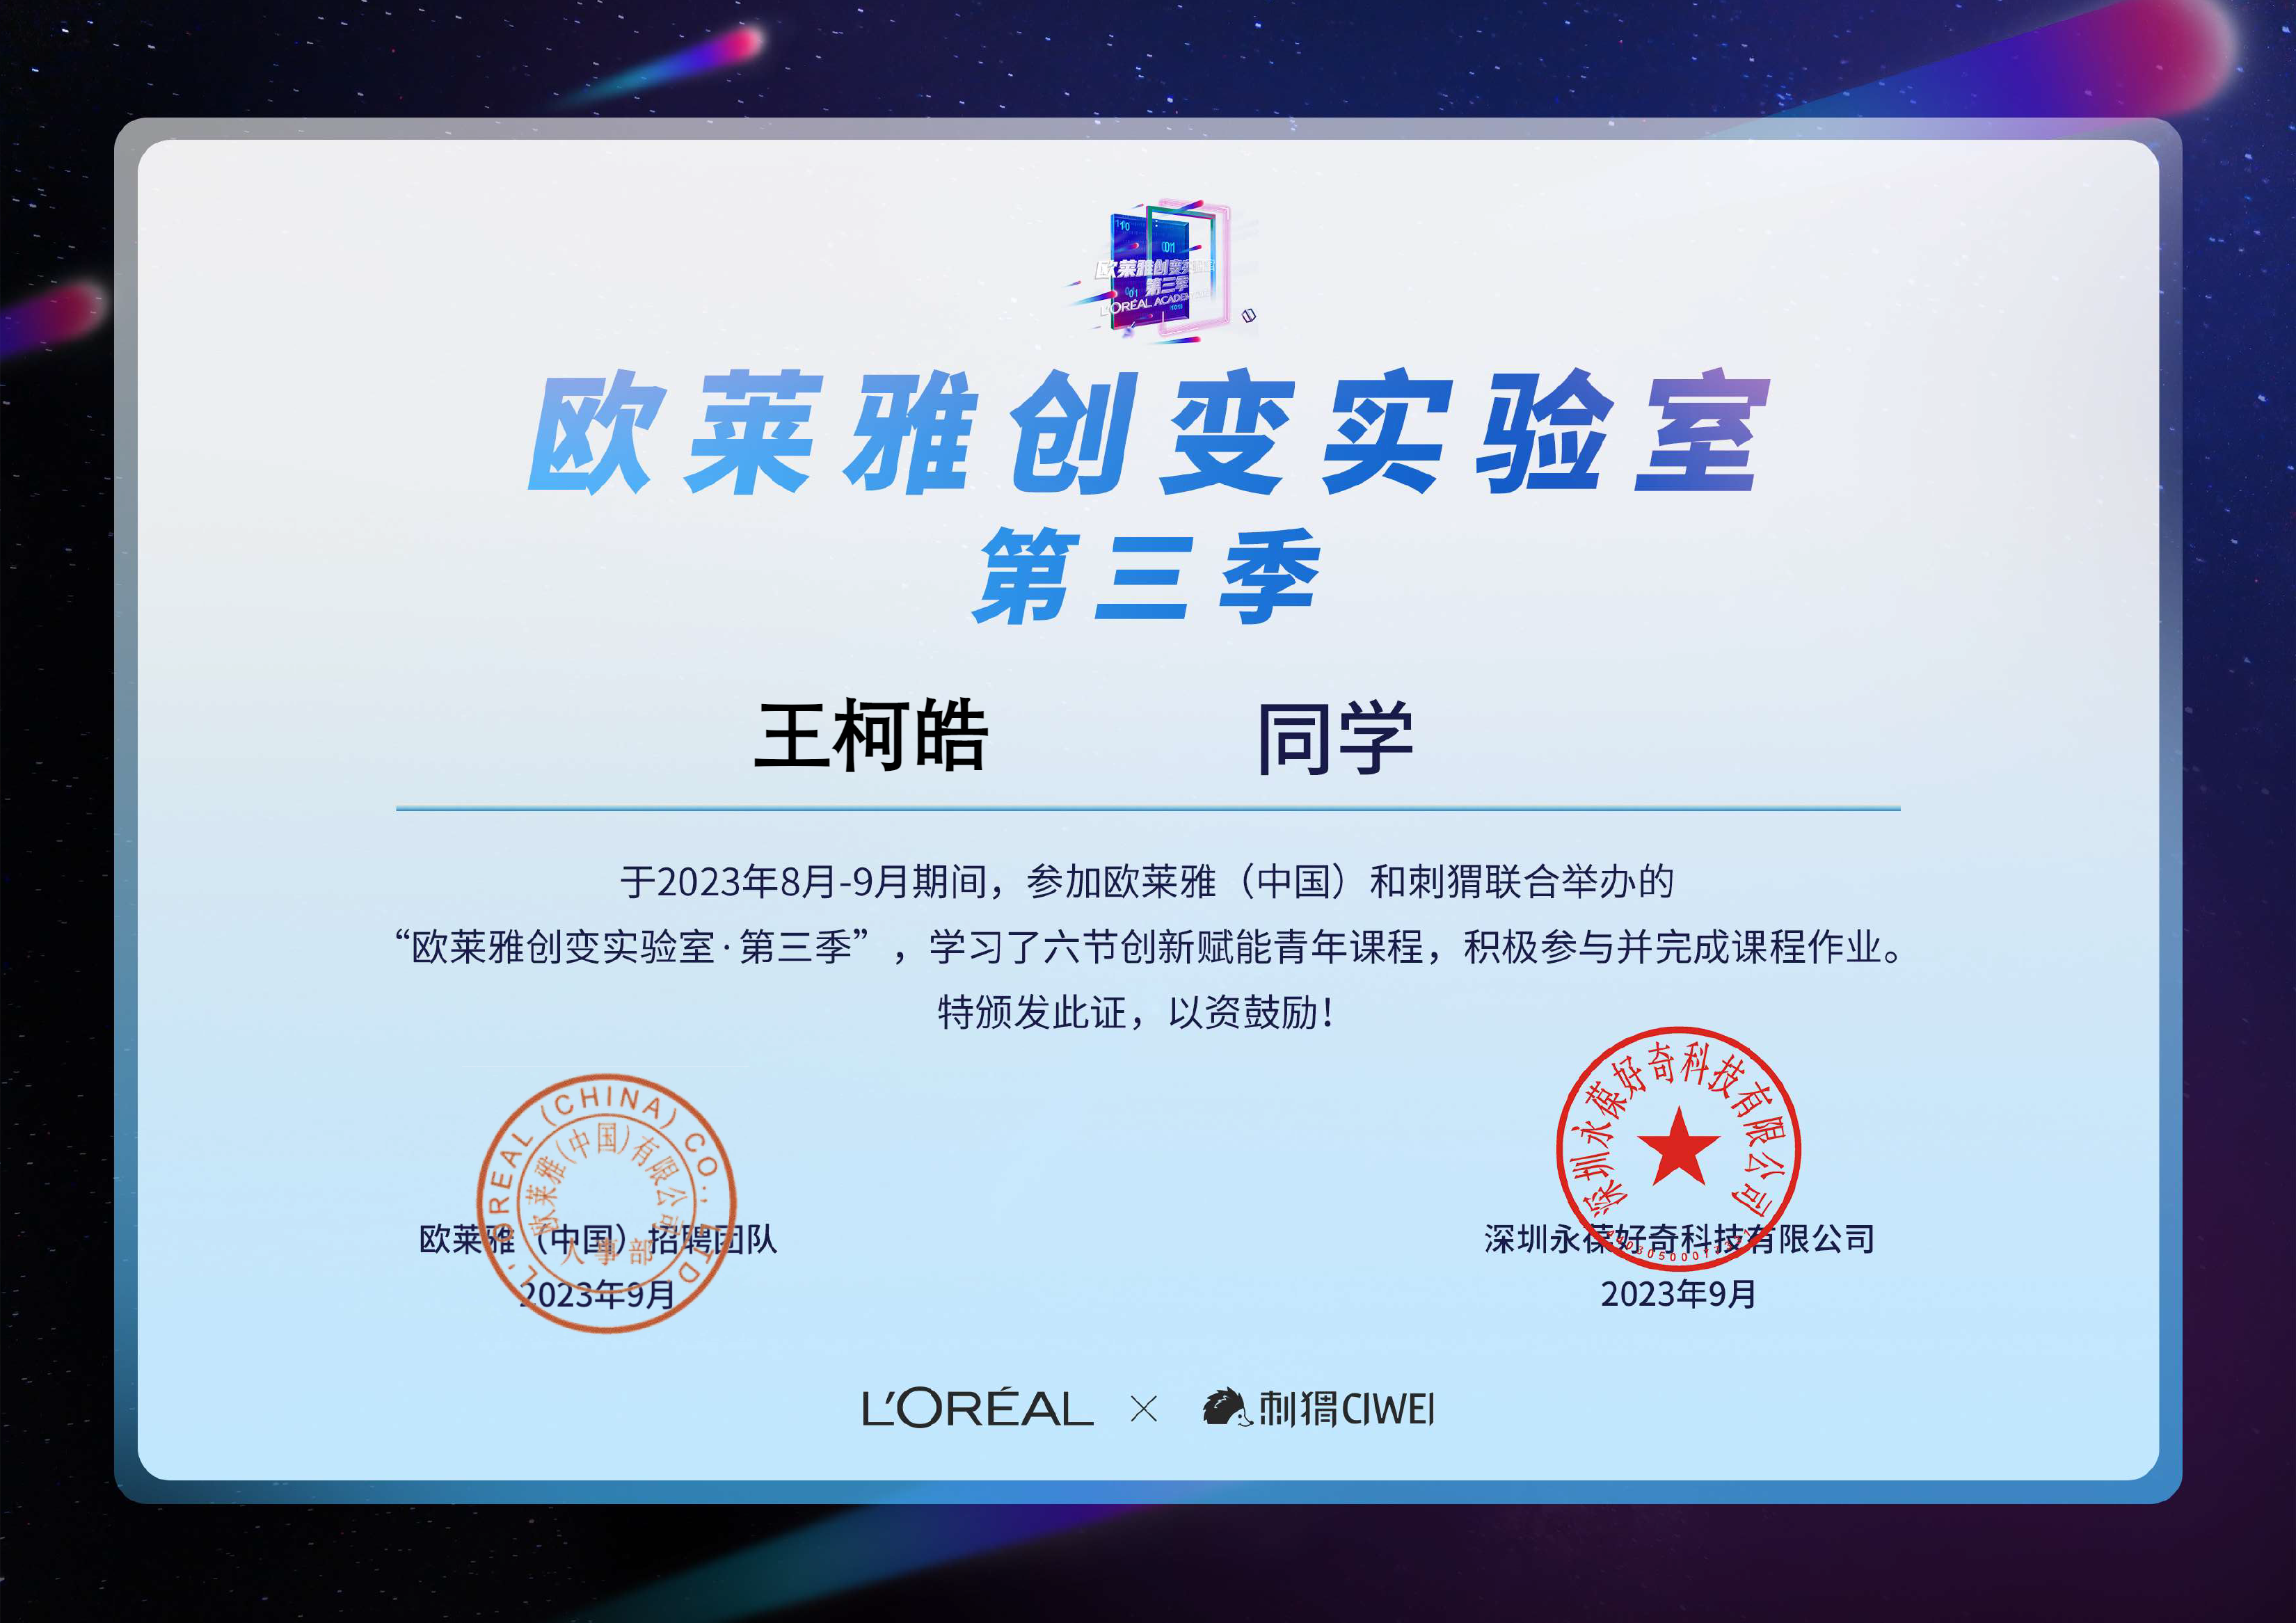 110
001
欧莱雅创变实验室
第三季
001
L'ORÉAL ACADEMY
欧莱雅创变实验室
第三季
王柯皓 同学
于2023年8月-9月期间，参加欧莱雅（中国）和刺猬联合举办的
“欧莱雅创变实验室·第三季”，学习了六节创新赋能青年课程，积极参与并完成课程作业。
特颁发此证，以资鼓励！
L'OREAL (CHINA) CO., LTD.
欧莱雅(中国)有限公司
人事部
欧莱雅（中国）招聘团队
2023年9月
深圳永葆好奇科技有限公司
深圳永葆好奇科技有限公司
2023年9月
L'ORÉAL × 刺猬CIWEI